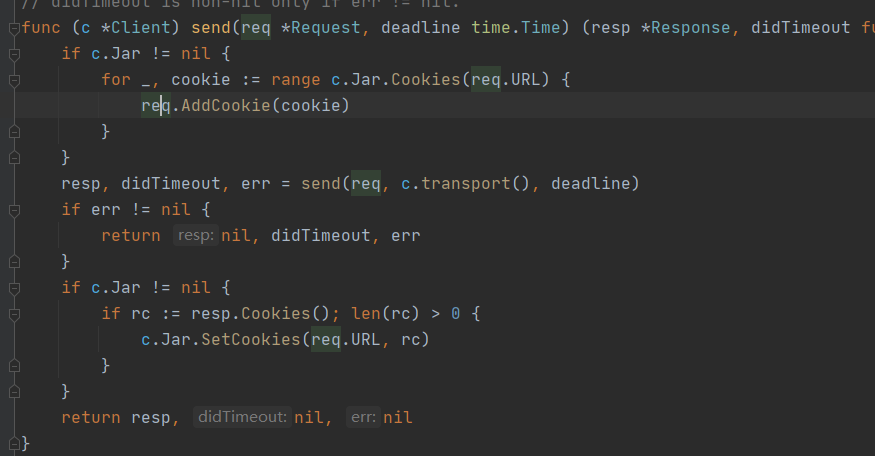 // didTimeout is non-nil only if err != nil.
func (c *Client) send(req *Request, deadline time.Time) (resp *Response, didTimeout fu
if c.Jar != nil {
for _, cookie := range c.Jar.Cookies(req.URL) {
req.AddCookie(cookie)
}
}
resp, didTimeout, err = send(req, c.transport(), deadline)
if err != nil {
return resp: nil, didTimeout, err
}
if c.Jar != nil {
if rc := resp.Cookies(); len(rc) > 0 {
c.Jar.SetCookies(req.URL, rc)
}
}
return resp, didTimeout: nil, err: nil
}